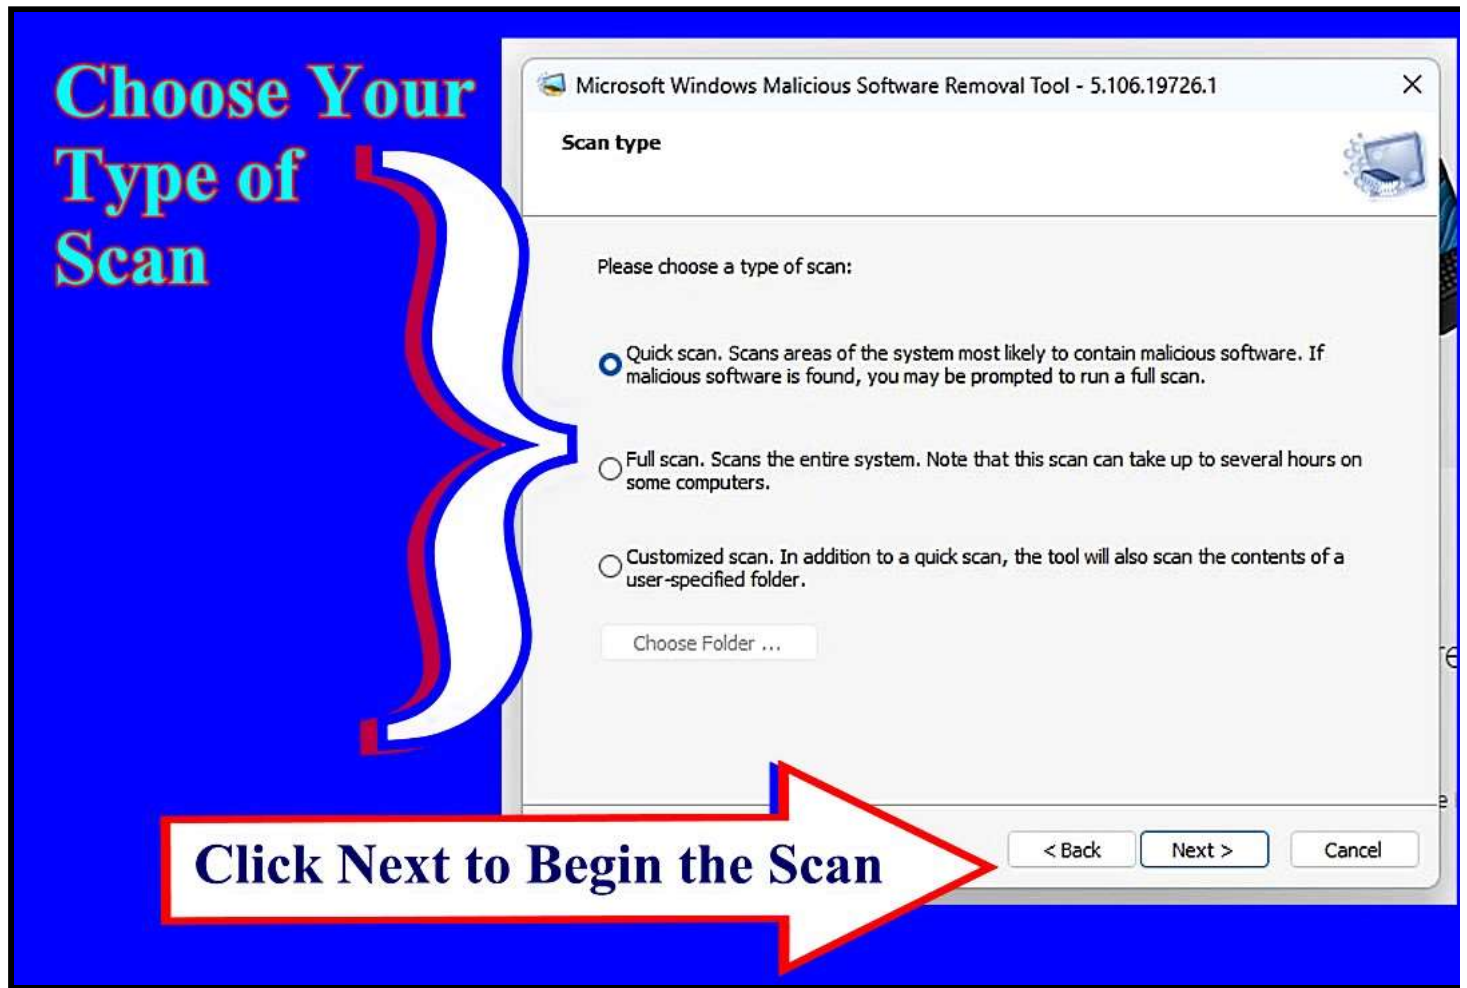 Choose Your
Type of
Scan
Microsoft Windows Malicious Software Removal Tool - 5.106.19726.1
Scan type
Please choose a type of scan:
Quick scan. Scans areas of the system most likely to contain malicious software. If
malicious software is found, you may be prompted to run a full scan.
Full scan. Scans the entire system. Note that this scan can take up to several hours on
some computers.
Customized scan. In addition to a quick scan, the tool will also scan the contents of a
user-specified folder.
Choose Folder ...
Click Next to Begin the Scan
< Back
Next >
Cancel